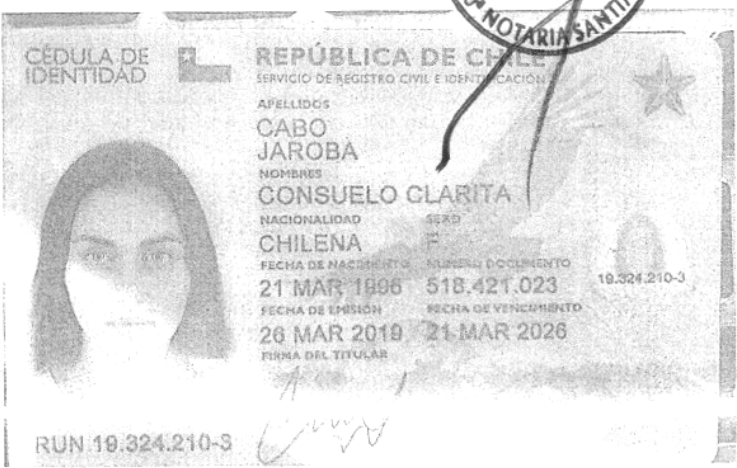 NOTARIA SANTI
CÉDULA DE
IDENTIDAD
REPÚBLICA DE CHILE
SERVICIO DE REGISTRO CIVIL E IDENTIFICACIÓN
APELLIDOS
CABO
JAROBA
NOMBRES
CONSUELO CLARITA
NACIONALIDAD SEXO
CHILENA F
FECHA DE NACIMIENTO NÚMERO DOCUMENTO
21 MAR 1996 518.421.023
19.324.210-3
FECHA DE EMISIÓN FECHA DE VENCIMIENTO
26 MAR 2019 21 MAR 2026
FIRMA DEL TITULAR
RUN 19.324.210-3